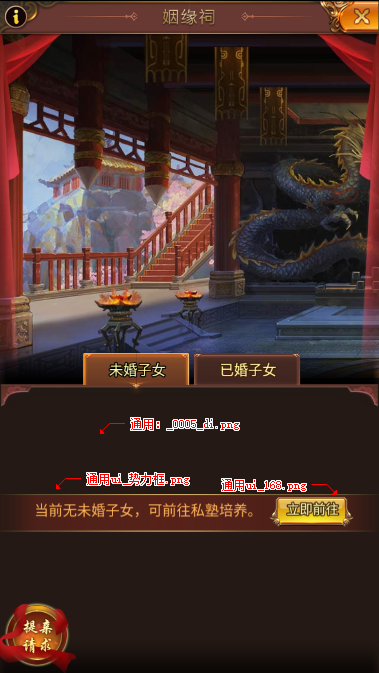 姻缘祠
未婚子女
已婚子女
通用：_0005_di.png
通用ui_势力框.png
通用ui_168.png
当前无未婚子女，可前往私塾培养。
立即前往
提亲
请求